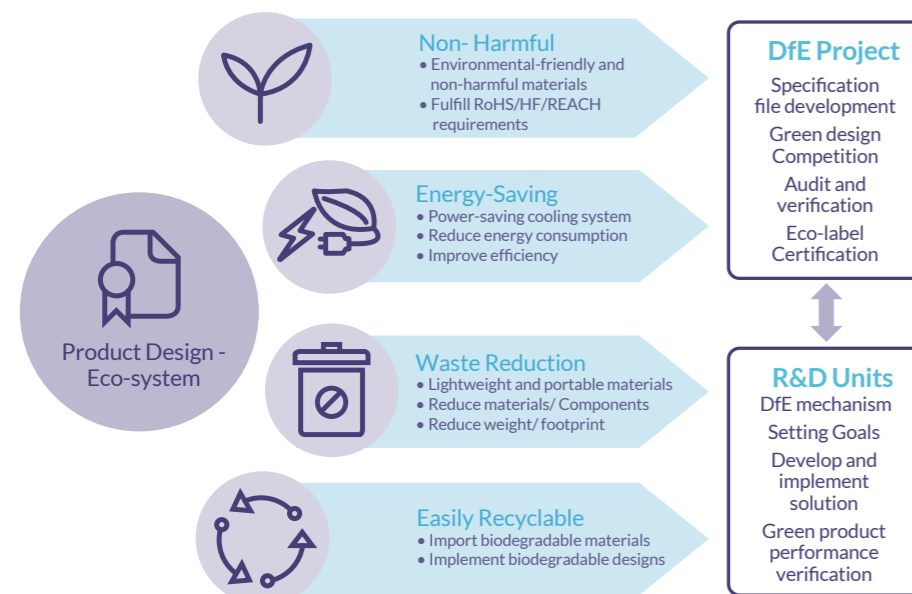 Product Design -
Eco-system
Non- Harmful
• Environmental-friendly and
non-harmful materials
• Fulfill RoHS/HF/REACH
requirements
Energy-Saving
• Power-saving cooling system
• Reduce energy consumption
• Improve efficiency
Waste Reduction
• Lightweight and portable materials
• Reduce materials/ Components
• Reduce weight/ footprint
Easily Recyclable
• Import biodegradable materials
• Implement biodegradable designs
DfE Project
Specification
file development
Green design
Competition
Audit and
verification
Eco-label
Certification
R&D Units
DfE mechanism
Setting Goals
Develop and
implement
solution
Green product
performance
verification